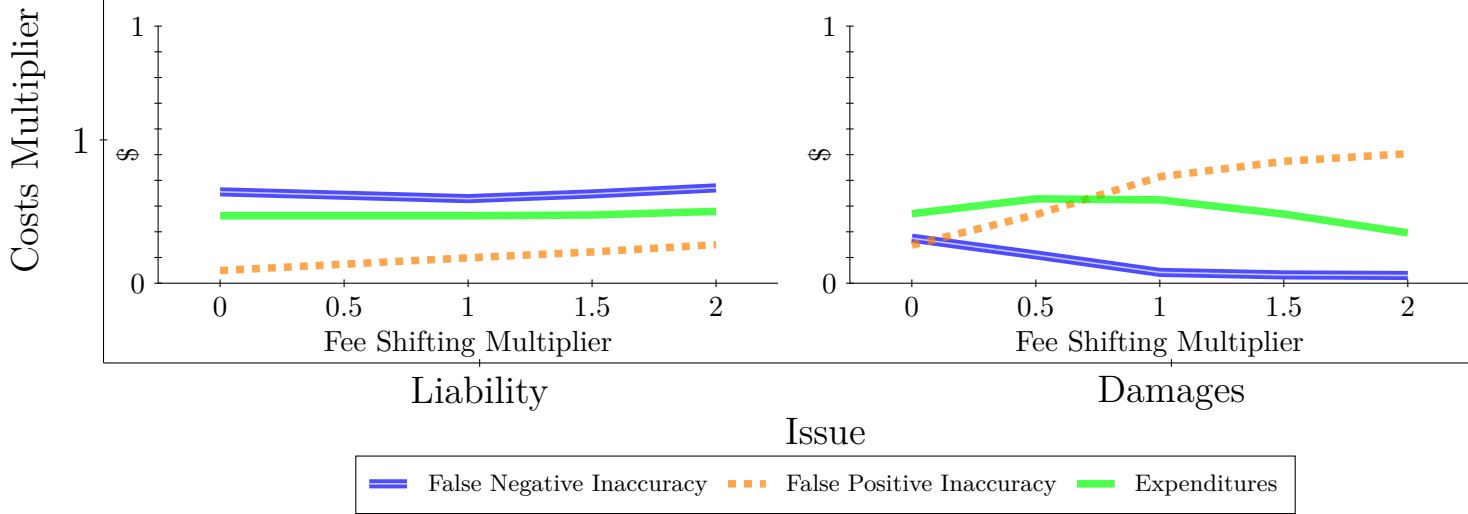 Costs Multiplier
1
1
$
0
0 0.5 1 1.5 2
Fee Shifting Multiplier
Liability
1
$
0
0 0.5 1 1.5 2
Fee Shifting Multiplier
Damages
Issue
False Negative Inaccuracy False Positive Inaccuracy Expenditures